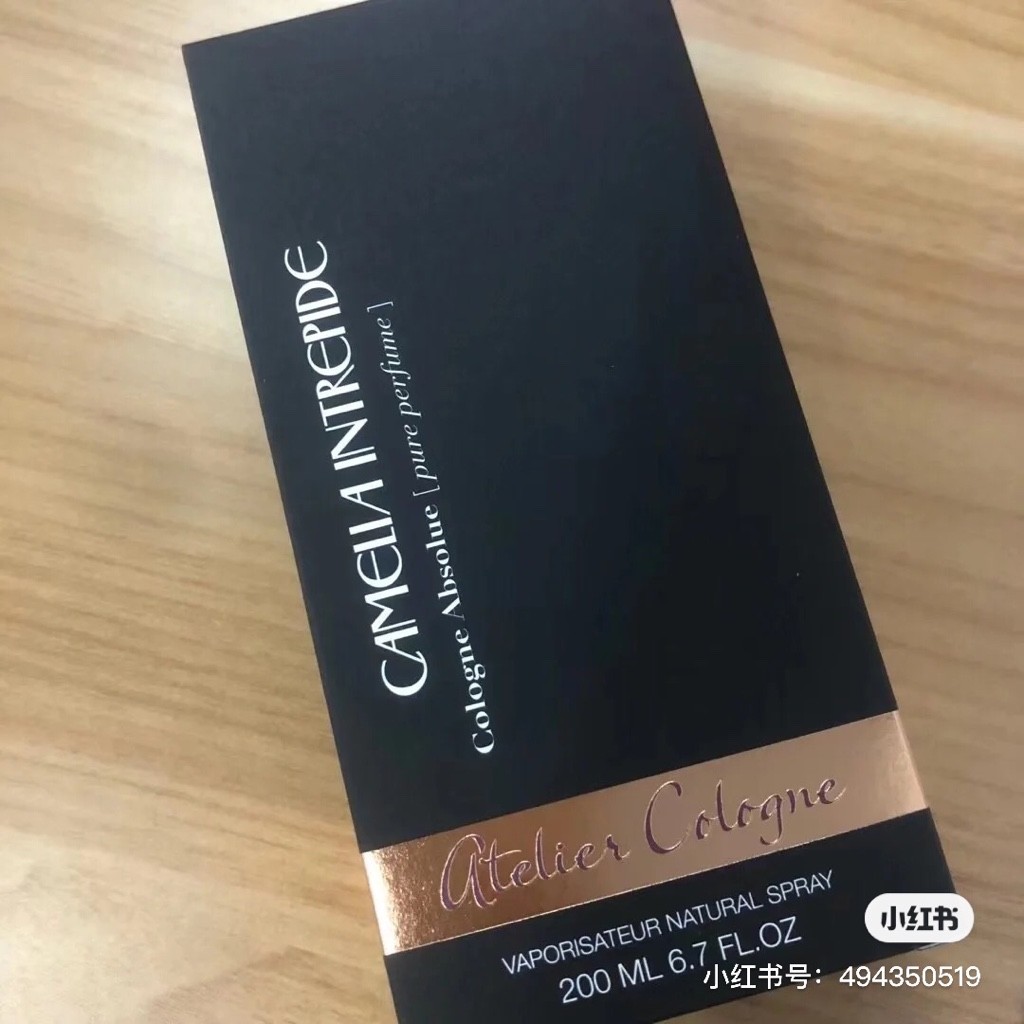 CAMELIA INTREPIDE
Cologne Absolue [pure perfume]
Atelier Cologne
VAPORISATEUR NATURAL SPRAY
200 ML 6.7 FL.OZ
小红书
小红书号：494350519